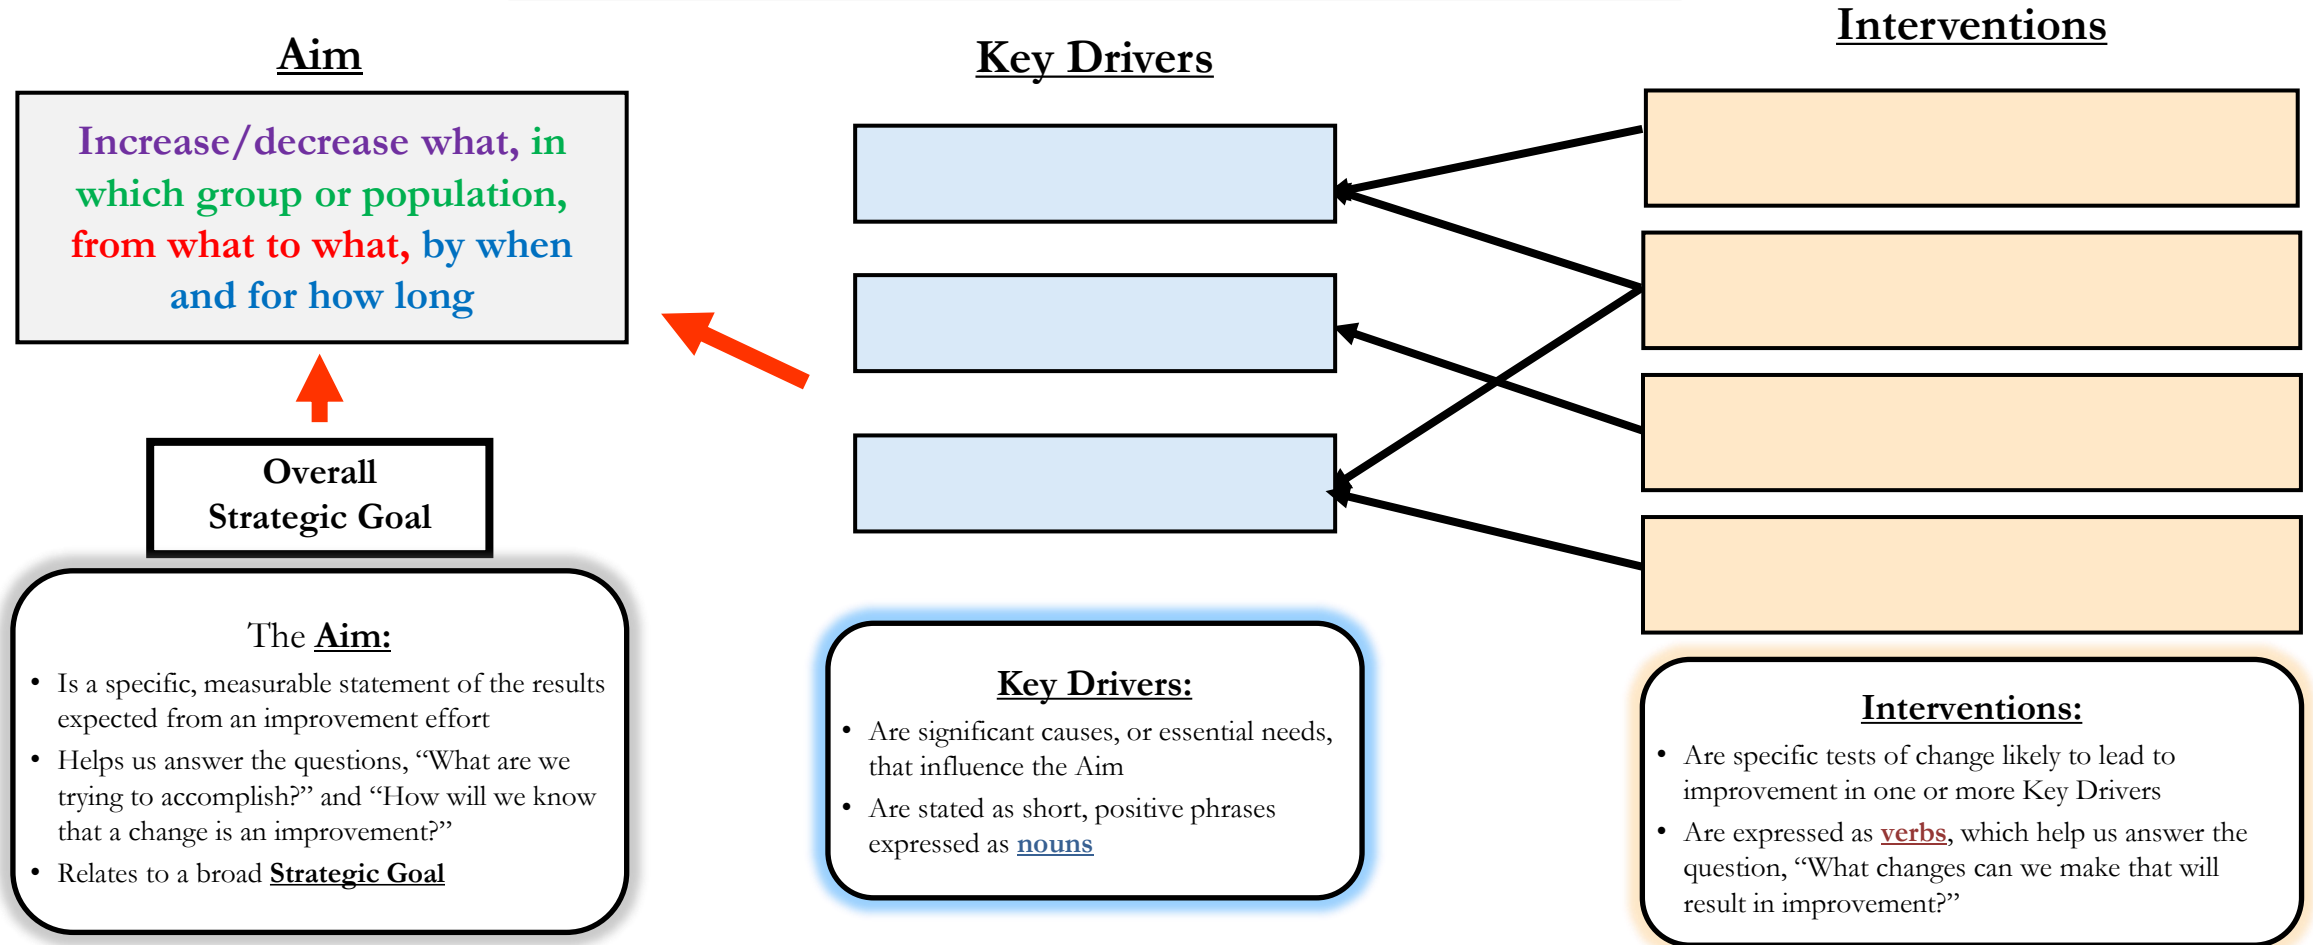 Aim
Increase/decrease what, in
which group or population,
from what to what, by when
and for how long
Overall
Strategic Goal
The Aim:
• Is a specific, measurable statement of the results
expected from an improvement effort
• Helps us answer the questions, “What are we
trying to accomplish?” and “How will we know
that a change is an improvement?”
• Relates to a broad Strategic Goal
Key Drivers
Key Drivers:
• Are significant causes, or essential needs,
that influence the Aim
• Are stated as short, positive phrases
expressed as nouns
Interventions
Interventions:
• Are specific tests of change likely to lead to
improvement in one or more Key Drivers
• Are expressed as verbs, which help us answer the
question, “What changes can we make that will
result in improvement?”